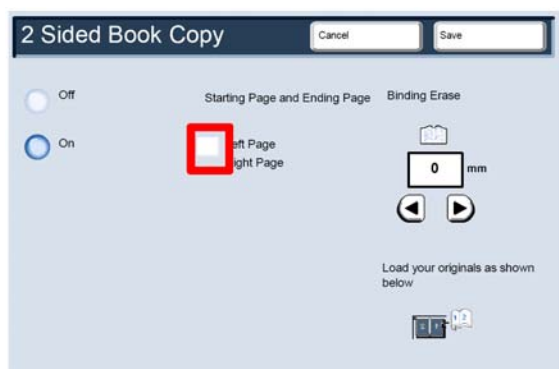 2 Sided Book Copy
Cancel
Save
Off
On
Starting Page and Ending Page
eft Page
ight Page
Binding Erase
0 mm
Load your originals as shown
below